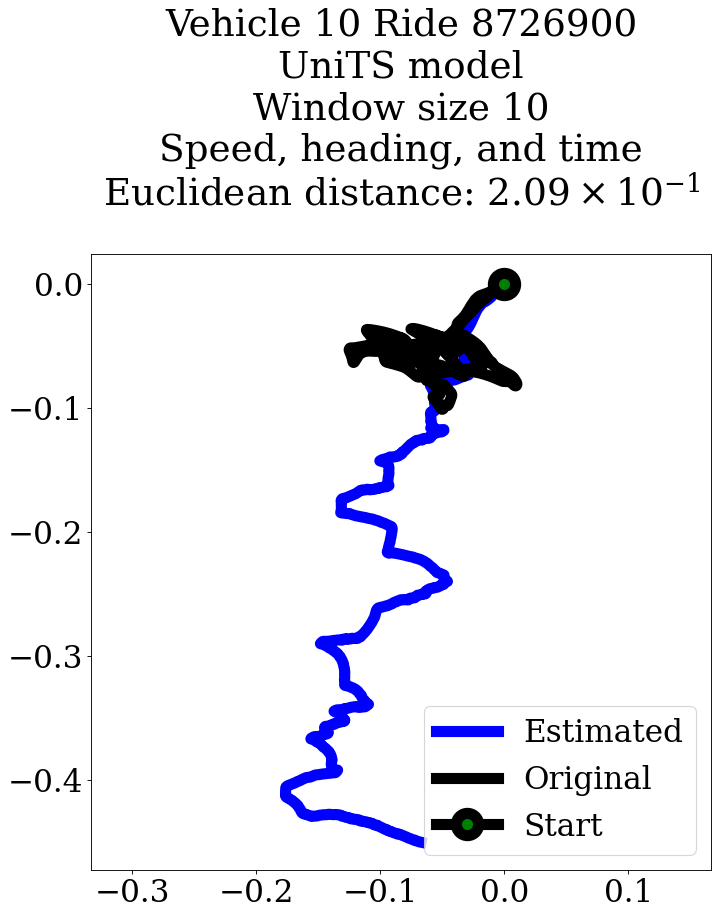 Vehicle 10 Ride 8726900
UniTS model
Window size 10
Speed, heading, and time
Euclidean distance: 2.09 × 10⁻¹
0.0
−0.1
−0.2
−0.3
−0.4
Estimated
Original
Start
−0.3 −0.2 −0.1 0.0 0.1